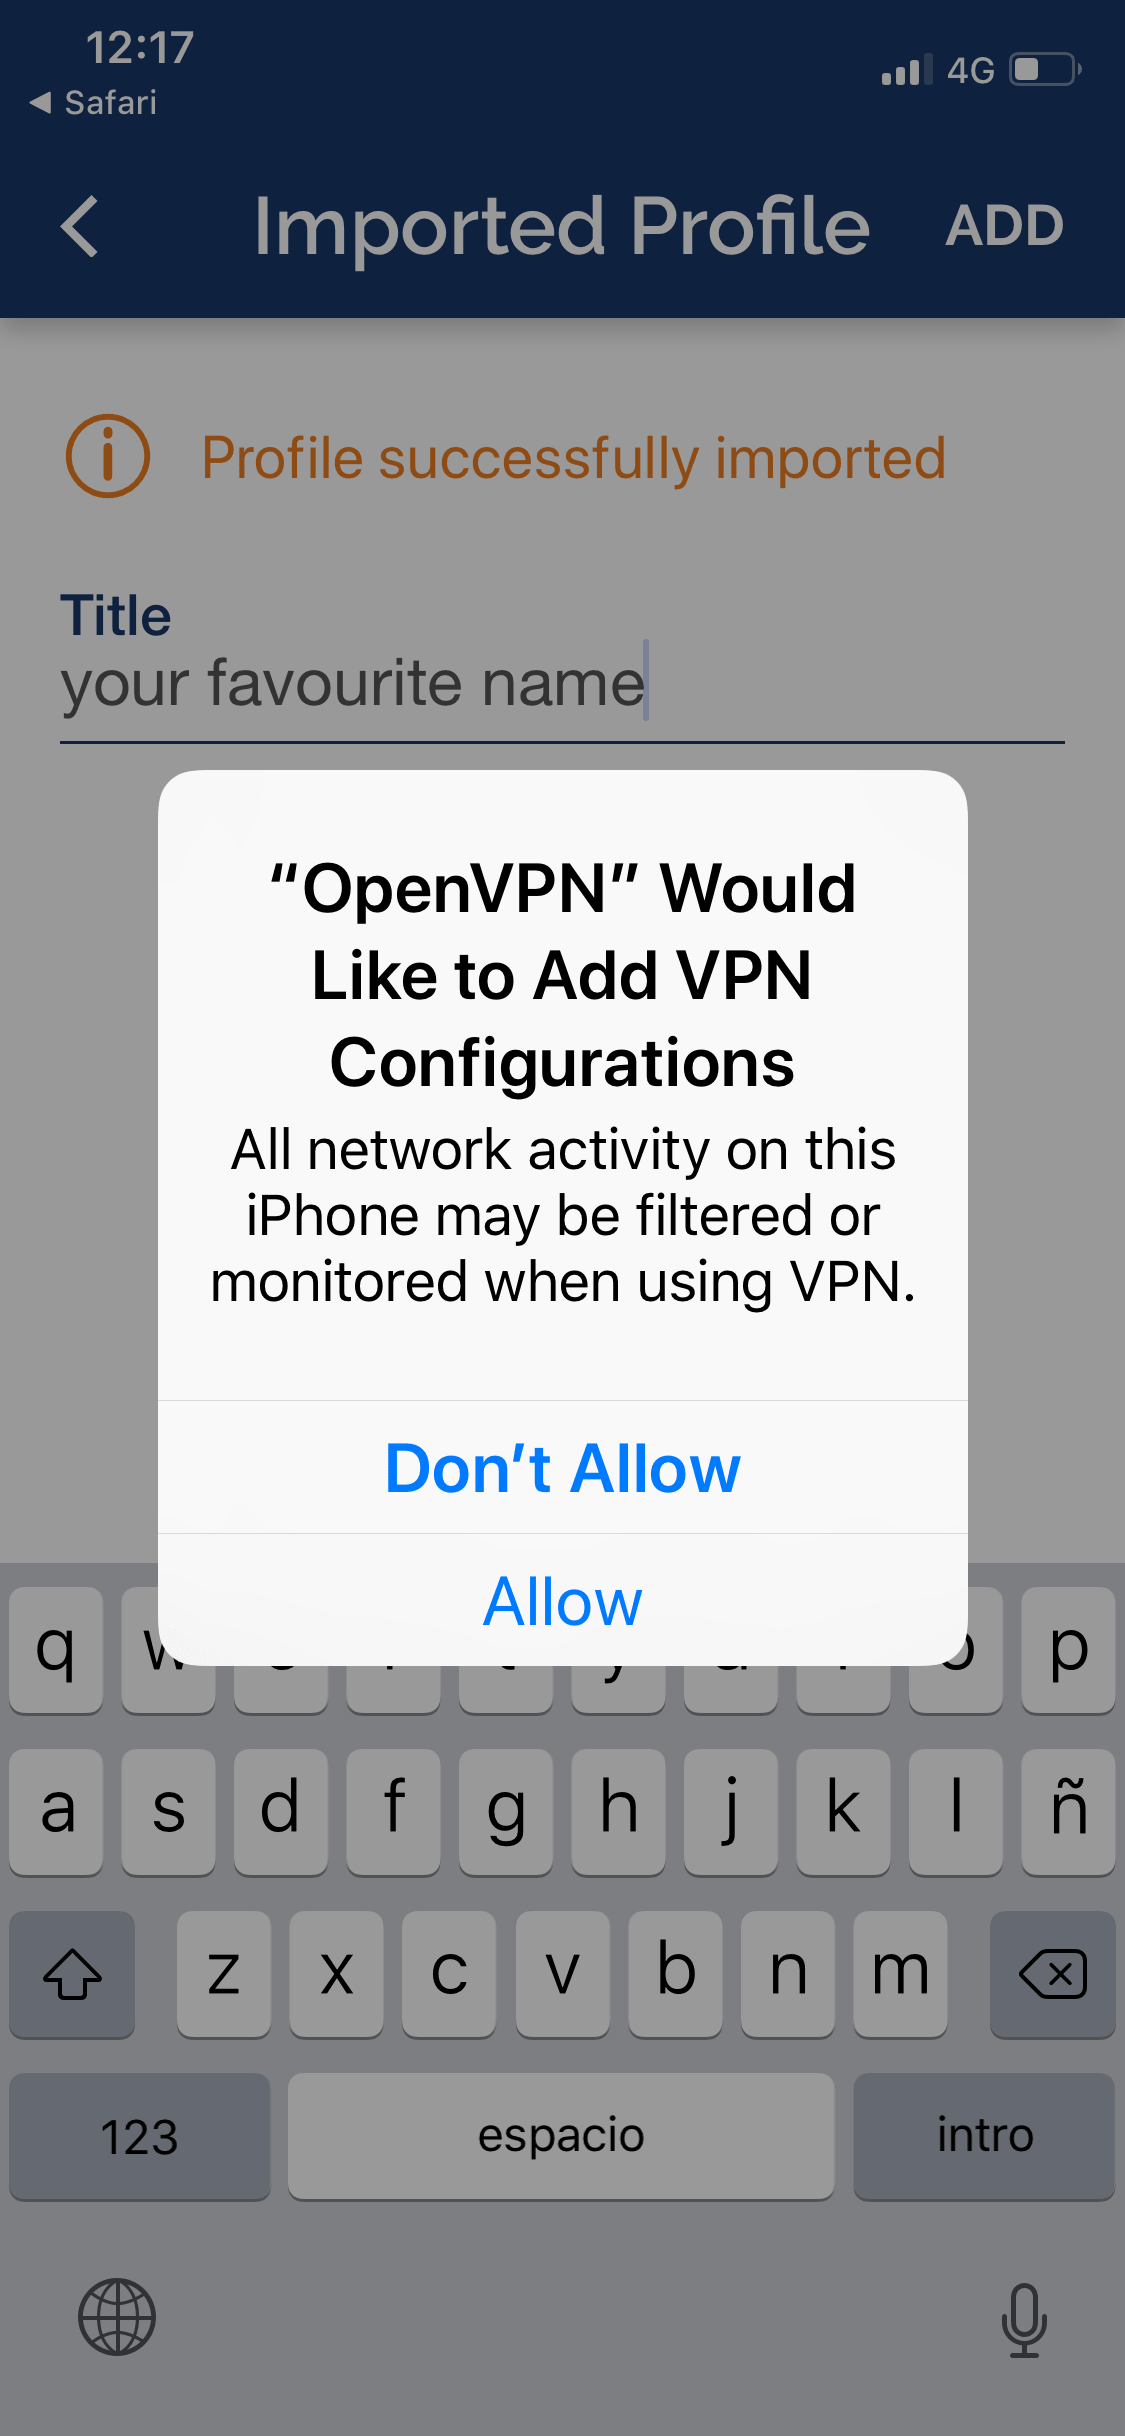 12:17
4G
◀ Safari
Imported Profile
ADD
Profile successfully imported
Title
your favourite name
“OpenVPN” Would
Like to Add VPN
Configurations
All network activity on this
iPhone may be filtered or
monitored when using VPN.
Don’t Allow
Allow
q w o p
a s d f g h j k l ñ
z x c v b n m
123 espacio intro